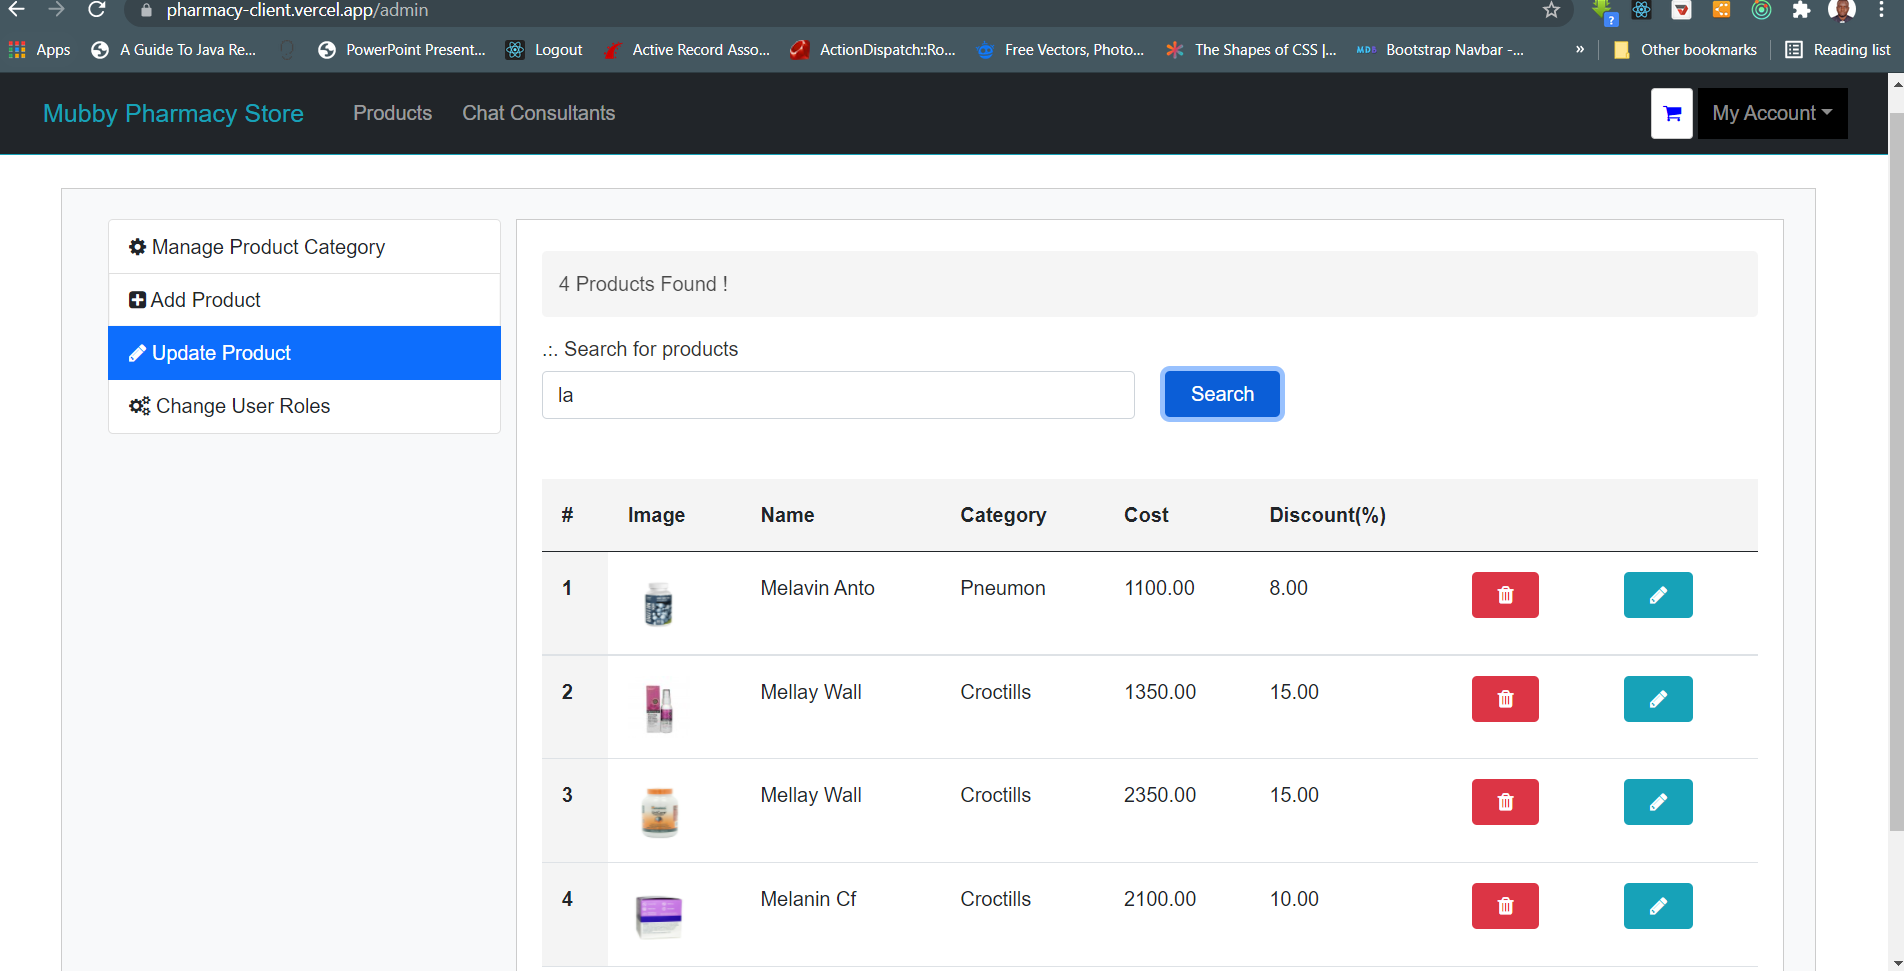 pharmacy-client.vercel.app/admin
Apps A Guide To Java Re... PowerPoint Present... Logout Active Record Asso... ActionDispatch::Ro... Free Vectors, Photo... The Shapes of CSS |... MDB Bootstrap Navbar -... » Other bookmarks Reading list
Mubby Pharmacy Store Products Chat Consultants My Account
Manage Product Category
Add Product
Update Product
Change User Roles
4 Products Found !
.:. Search for products
la Search
# Image Name Category Cost Discount(%)
1 Melavin Anto Pneumon 1100.00 8.00
2 Mellay Wall Croctills 1350.00 15.00
3 Mellay Wall Croctills 2350.00 15.00
4 Melanin Cf Croctills 2100.00 10.00